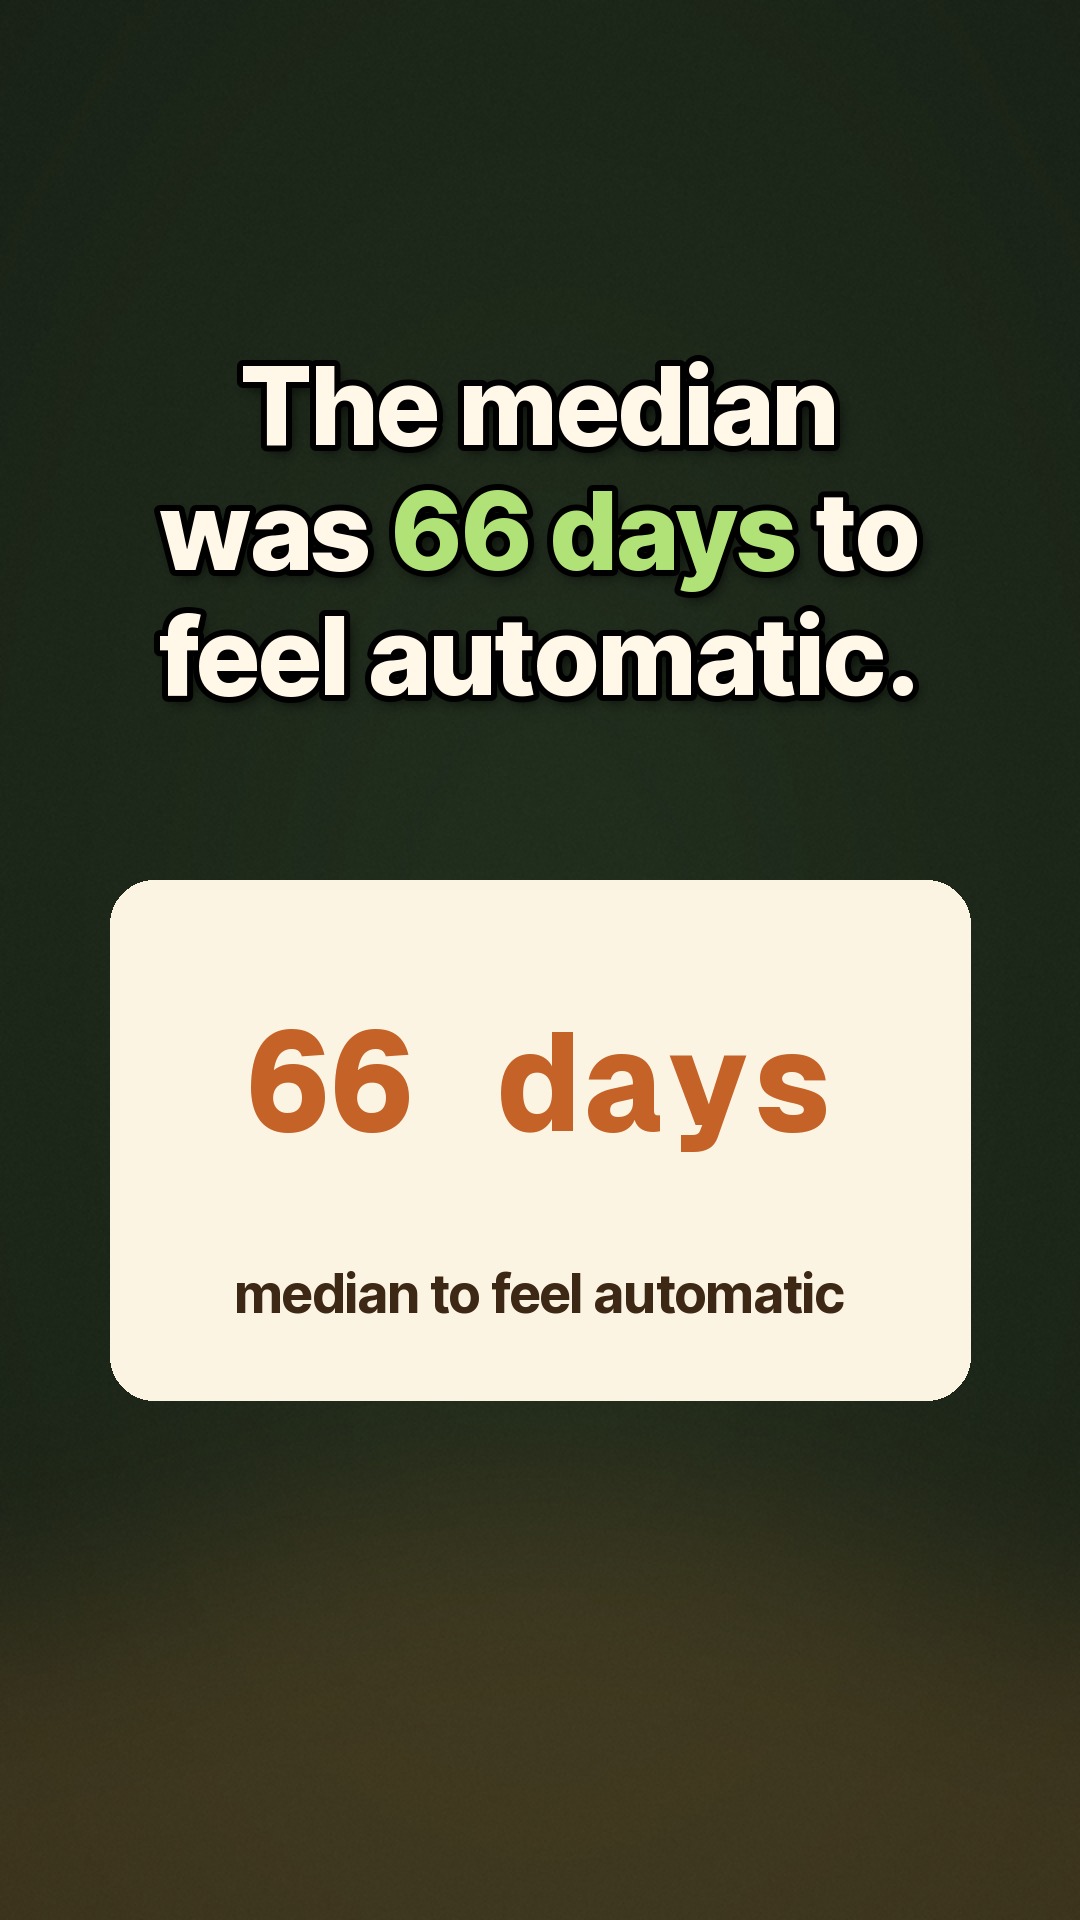 The median
was 66 days to
feel automatic.
66 days
median to feel automatic